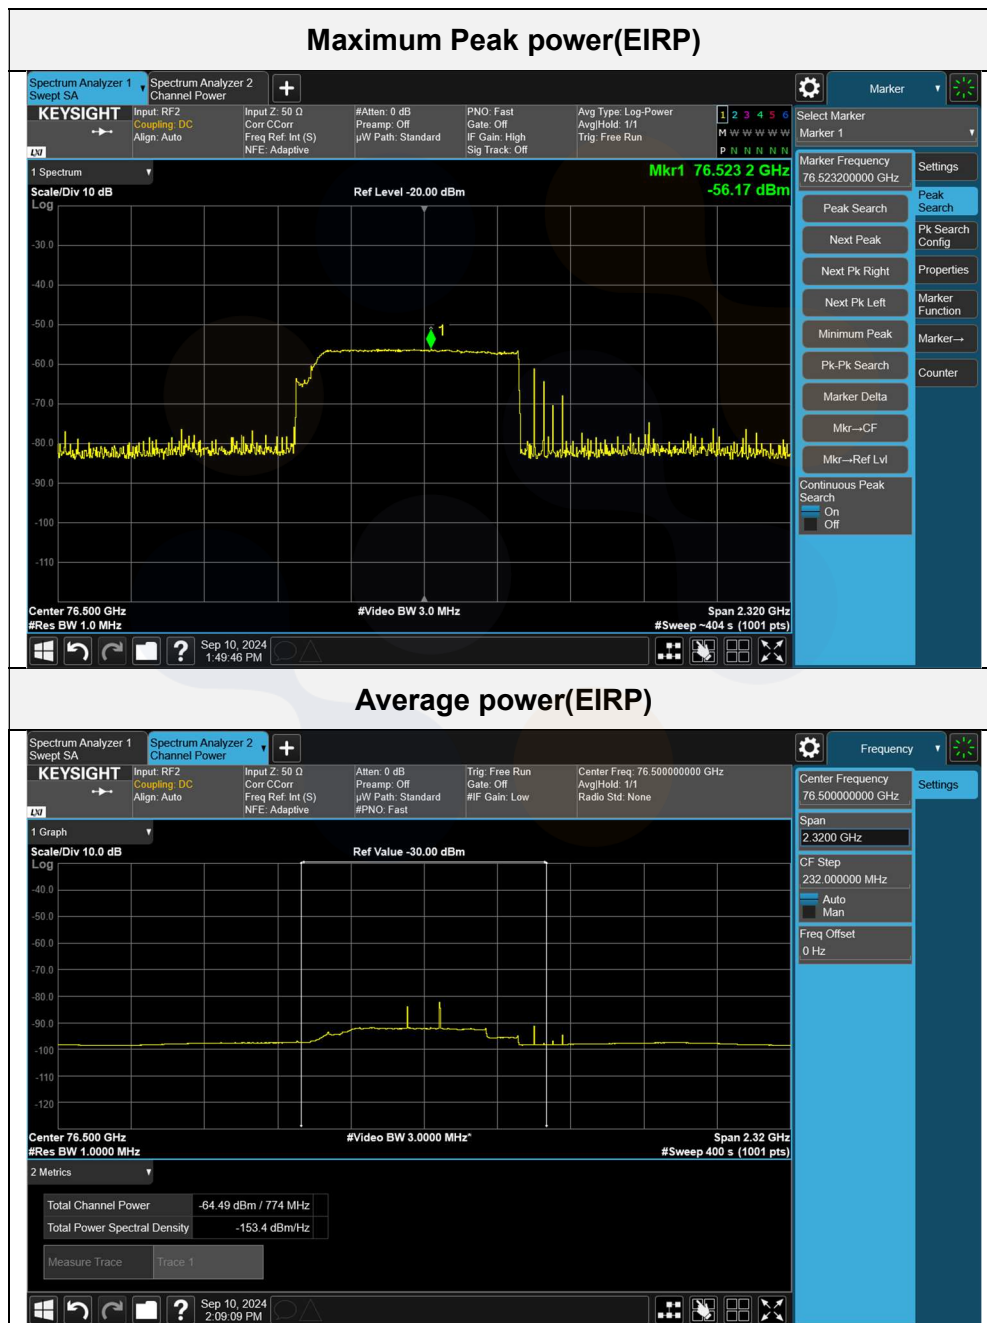 Maximum Peak power(EIRP)
Spectrum Analyzer 1
Swept SA
Spectrum Analyzer 2
Channel Power
+
Marker
KEYSIGHT
LXI
Input: RF2
Coupling: DC
Align: Auto
Input Z: 50 Ω
Corr CCorr
Freq Ref: Int (S)
NFE: Adaptive
#Atten: 0 dB
Preamp: Off
µW Path: Standard
PNO: Fast
Gate: Off
IF Gain: High
Sig Track: Off
Avg Type: Log-Power
Avg|Hold: 1/1
Trig: Free Run
1 2 3 4 5 6
M W W W W W
P N N N N N
Select Marker
Marker 1
1 Spectrum
Scale/Div 10 dB
Log
Ref Level -20.00 dBm
Mkr1 76.523 2 GHz
-56.17 dBm
-30.0
-40.0
-50.0
-60.0
-70.0
-80.0
-90.0
-100
-110
1
Center 76.500 GHz
#Res BW 1.0 MHz
#Video BW 3.0 MHz
Span 2.320 GHz
#Sweep ~404 s (1001 pts)
Marker Frequency
76.523200000 GHz
Peak Search
Next Peak
Next Pk Right
Next Pk Left
Minimum Peak
Pk-Pk Search
Marker Delta
Mkr→CF
Mkr→Ref Lvl
Continuous Peak
Search
On
Off
Settings
Peak
Search
Pk Search
Config
Properties
Marker
Function
Marker→
Counter
?
Sep 10, 2024
1:49:46 PM
Average power(EIRP)
Spectrum Analyzer 1
Swept SA
Spectrum Analyzer 2
Channel Power
+
Frequency
KEYSIGHT
LXI
Input: RF2
Coupling: DC
Align: Auto
Input Z: 50 Ω
Corr CCorr
Freq Ref: Int (S)
NFE: Adaptive
Atten: 0 dB
Preamp: Off
µW Path: Standard
#PNO: Fast
Trig: Free Run
Gate: Off
#IF Gain: Low
Center Freq: 76.500000000 GHz
Avg|Hold: 1/1
Radio Std: None
Center Frequency
76.500000000 GHz
Settings
Span
2.3200 GHz
CF Step
232.000000 MHz
Auto
Man
Freq Offset
0 Hz
1 Graph
Scale/Div 10.0 dB
Log
Ref Value -30.00 dBm
-40.0
-50.0
-60.0
-70.0
-80.0
-90.0
-100
-110
-120
Center 76.500 GHz
#Res BW 1.0000 MHz
#Video BW 3.0000 MHz*
Span 2.32 GHz
#Sweep 400 s (1001 pts)
2 Metrics
Total Channel Power -64.49 dBm / 774 MHz
Total Power Spectral Density -153.4 dBm/Hz
Measure Trace Trace 1
?
Sep 10, 2024
2:09:09 PM